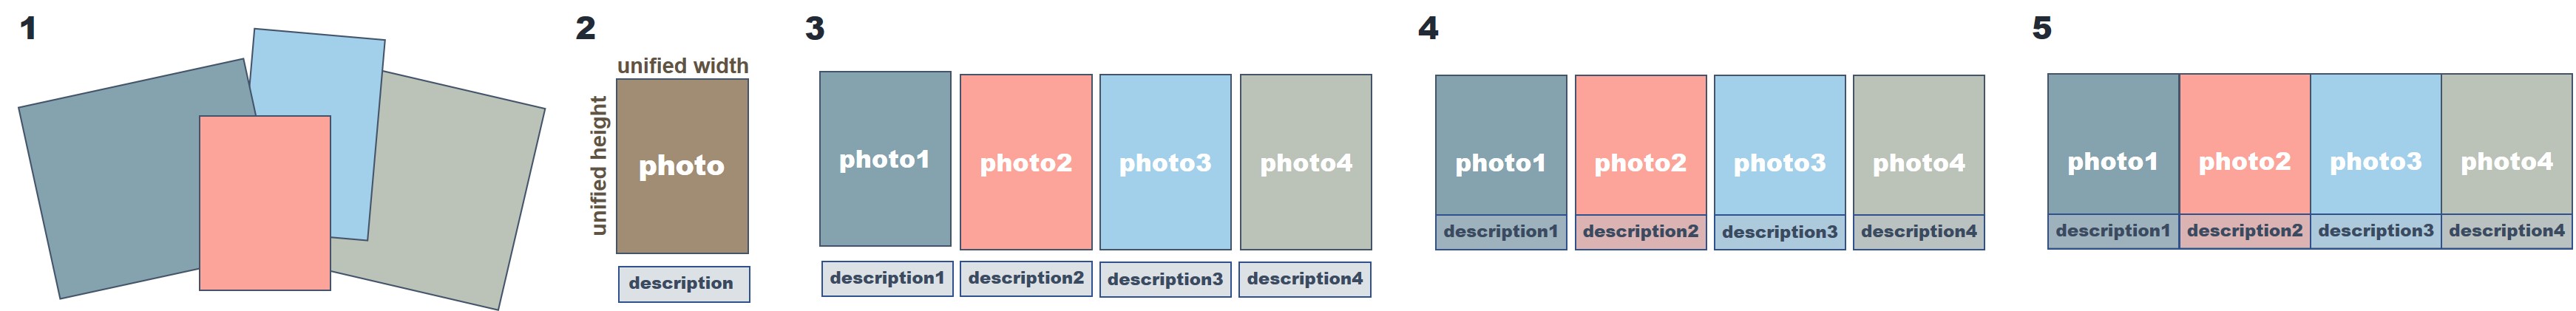 1
2
unified width
unified height
photo
description
3
photo1
photo2
photo3
photo4
description1
description2
description3
description4
4
photo1
photo2
photo3
photo4
description1
description2
description3
description4
5
photo1
photo2
photo3
photo4
description1
description2
description3
description4